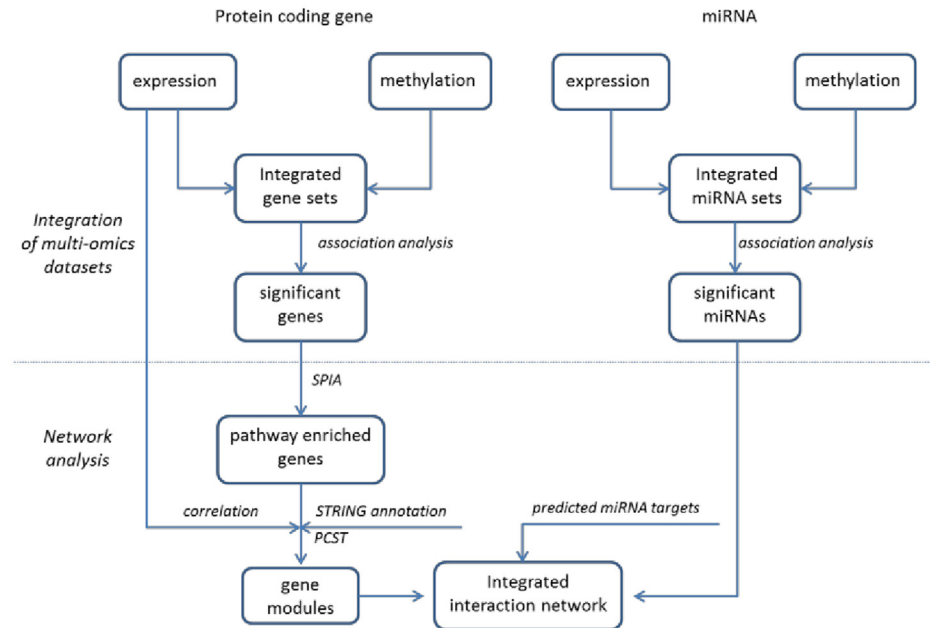 Protein coding gene
miRNA
expression
methylation
expression
methylation
Integrated
gene sets
Integrated
miRNA sets
Integration
of multi-omics
datasets
association analysis
association analysis
significant
genes
significant
miRNAs
SPIA
Network
analysis
pathway enriched
genes
correlation
STRING annotation
predicted miRNA targets
PCST
gene
modules
Integrated
interaction network